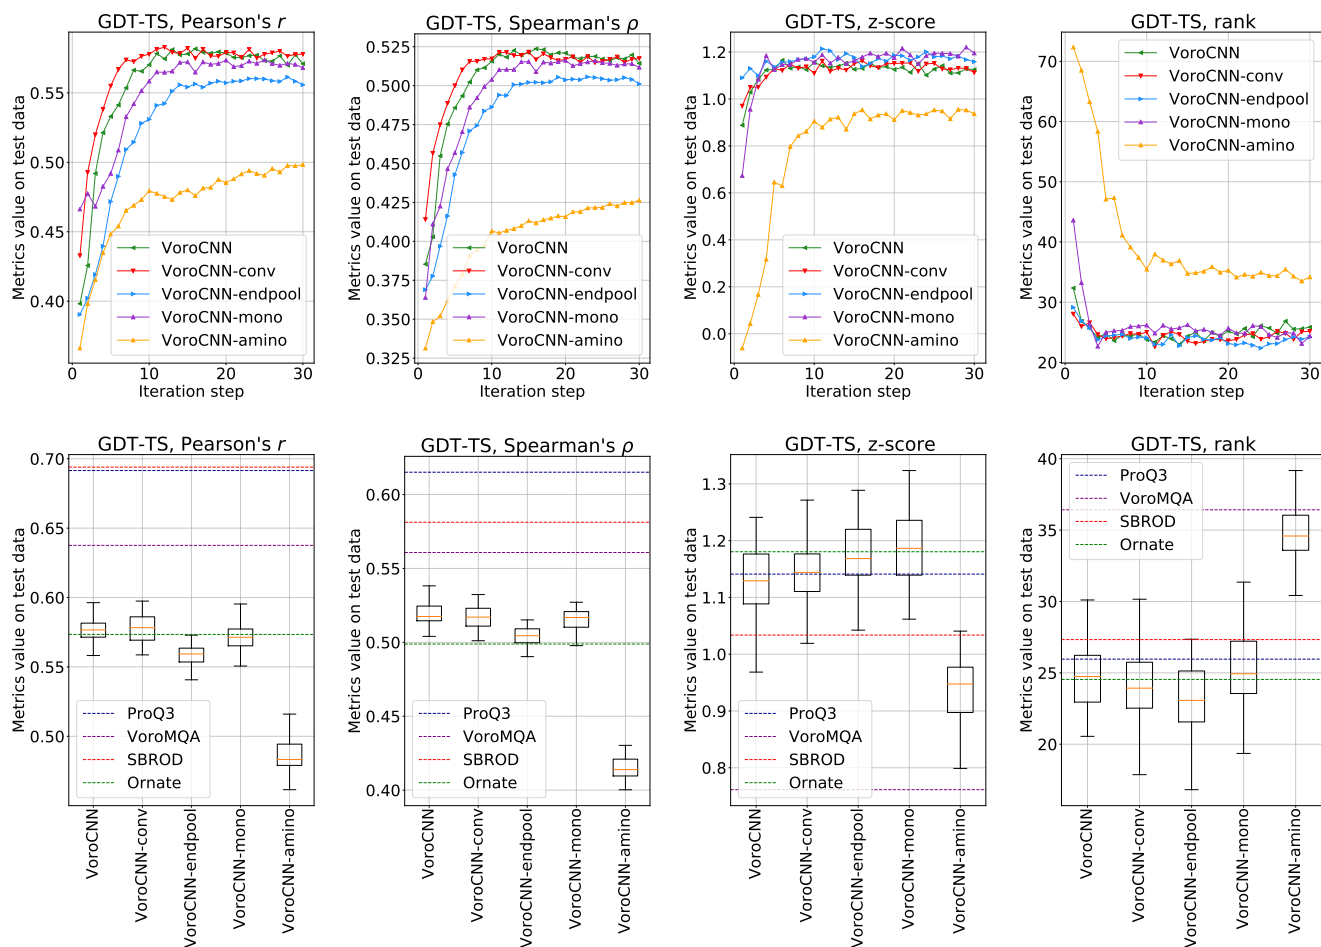 GDT-TS, Pearson's r
Metrics value on test data
0.55
0.50
0.45
0.40
VoroCNN
VoroCNN-conv
VoroCNN-endpool
VoroCNN-mono
VoroCNN-amino
0
10
20
30
Iteration step
GDT-TS, Spearman's ρ
Metrics value on test data
0.525
0.500
0.475
0.450
0.425
0.400
0.375
0.350
0.325
VoroCNN
VoroCNN-conv
VoroCNN-endpool
VoroCNN-mono
VoroCNN-amino
0
10
20
30
Iteration step
GDT-TS, z-score
Metrics value on test data
1.2
1.0
0.8
0.6
0.4
0.2
0.0
VoroCNN
VoroCNN-conv
VoroCNN-endpool
VoroCNN-mono
VoroCNN-amino
0
10
20
30
Iteration step
GDT-TS, rank
Metrics value on test data
70
60
50
40
30
20
VoroCNN
VoroCNN-conv
VoroCNN-endpool
VoroCNN-mono
VoroCNN-amino
0
10
20
30
Iteration step
GDT-TS, Pearson's r
Metrics value on test data
0.70
0.65
0.60
0.55
0.50
ProQ3
VoroMQA
SBROD
Ornate
VoroCNN
VoroCNN-conv
VoroCNN-endpool
VoroCNN-mono
VoroCNN-amino
GDT-TS, Spearman's ρ
Metrics value on test data
0.60
0.55
0.50
0.45
0.40
ProQ3
VoroMQA
SBROD
Ornate
VoroCNN
VoroCNN-conv
VoroCNN-endpool
VoroCNN-mono
VoroCNN-amino
GDT-TS, z-score
Metrics value on test data
1.3
1.2
1.1
1.0
0.9
0.8
ProQ3
VoroMQA
SBROD
Ornate
VoroCNN
VoroCNN-conv
VoroCNN-endpool
VoroCNN-mono
VoroCNN-amino
GDT-TS, rank
Metrics value on test data
40
35
30
25
20
ProQ3
VoroMQA
SBROD
Ornate
VoroCNN
VoroCNN-conv
VoroCNN-endpool
VoroCNN-mono
VoroCNN-amino